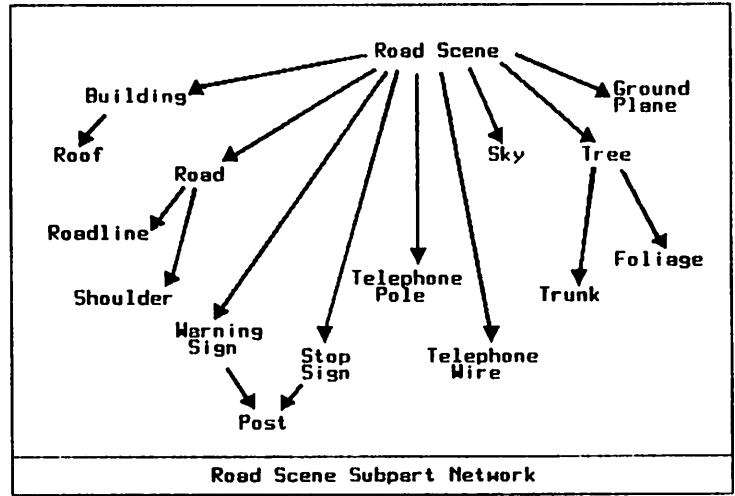 Road Scene
Building
Ground
Plane
Roof
Road
Sky
Tree
Roadline
Shoulder
Telephone
Pole
Trunk
Foliage
Warning
Sign
Stop
Sign
Telephone
Wire
Post
Road Scene Subpart Network